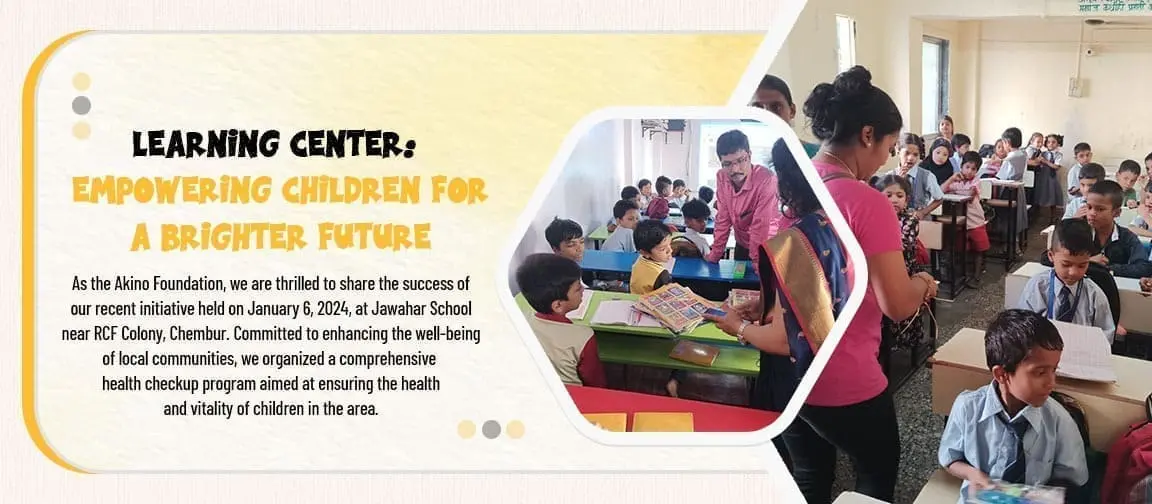 LEARNING CENTER:
EMPOWERING CHILDREN FOR
A BRIGHTER FUTURE
As the Akino Foundation, we are thrilled to share the success of
our recent initiative held on January 6, 2024, at Jawahar School
near RCF Colony, Chembur. Committed to enhancing the well-being
of local communities, we organized a comprehensive
health checkup program aimed at ensuring the health
and vitality of children in the area.